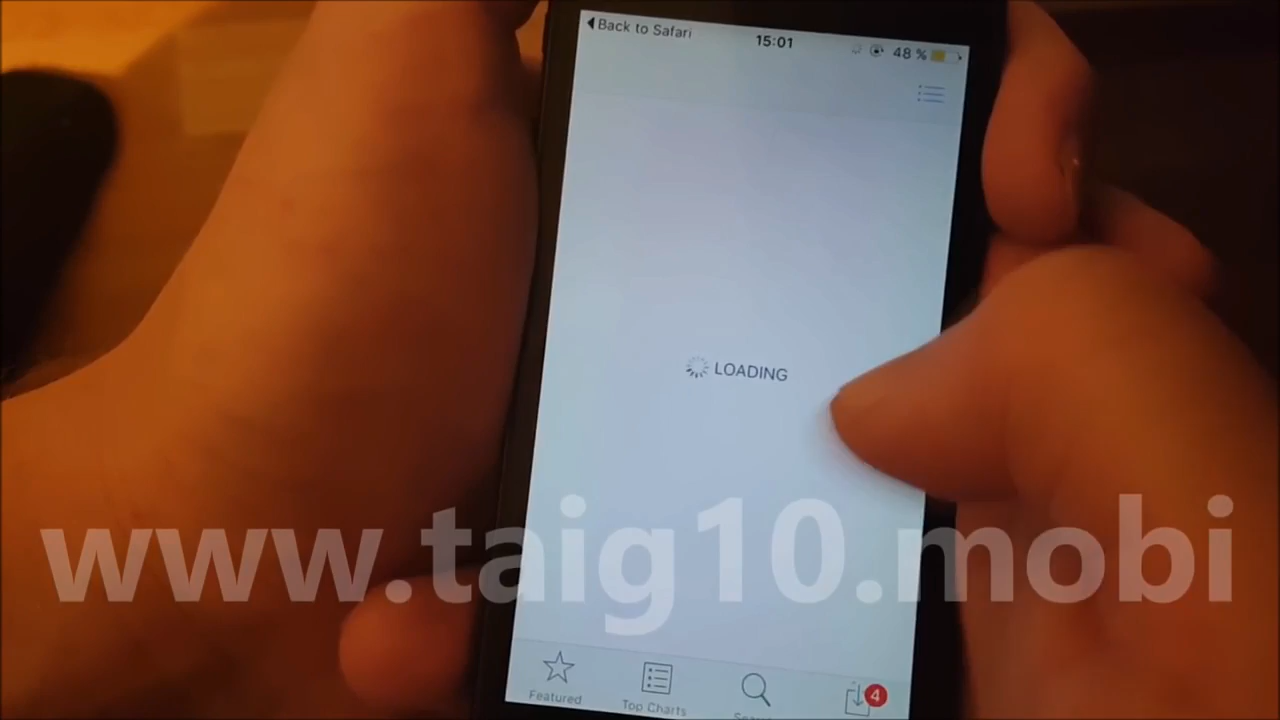 Back to Safari
15:01
48 %
LOADING
www.taig10.mobi
Featured
Top Charts
4